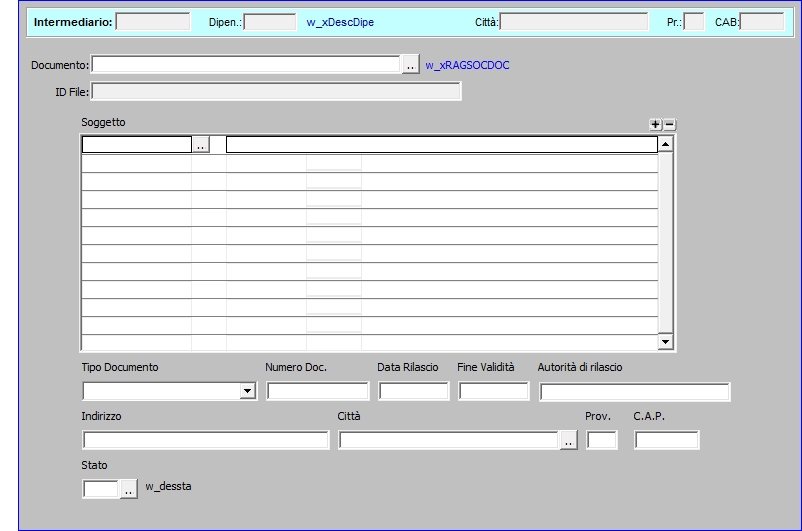 Intermediario: Dipen.: w_xDescDipe Città: Pr.: CAB:
Documento: .. w_xRAGSOCDOC
ID File:
Soggetto + −
..
Tipo Documento Numero Doc. Data Rilascio Fine Validità Autorità di rilascio
Indirizzo Città Prov. C.A.P.
..
Stato
.. w_dessta